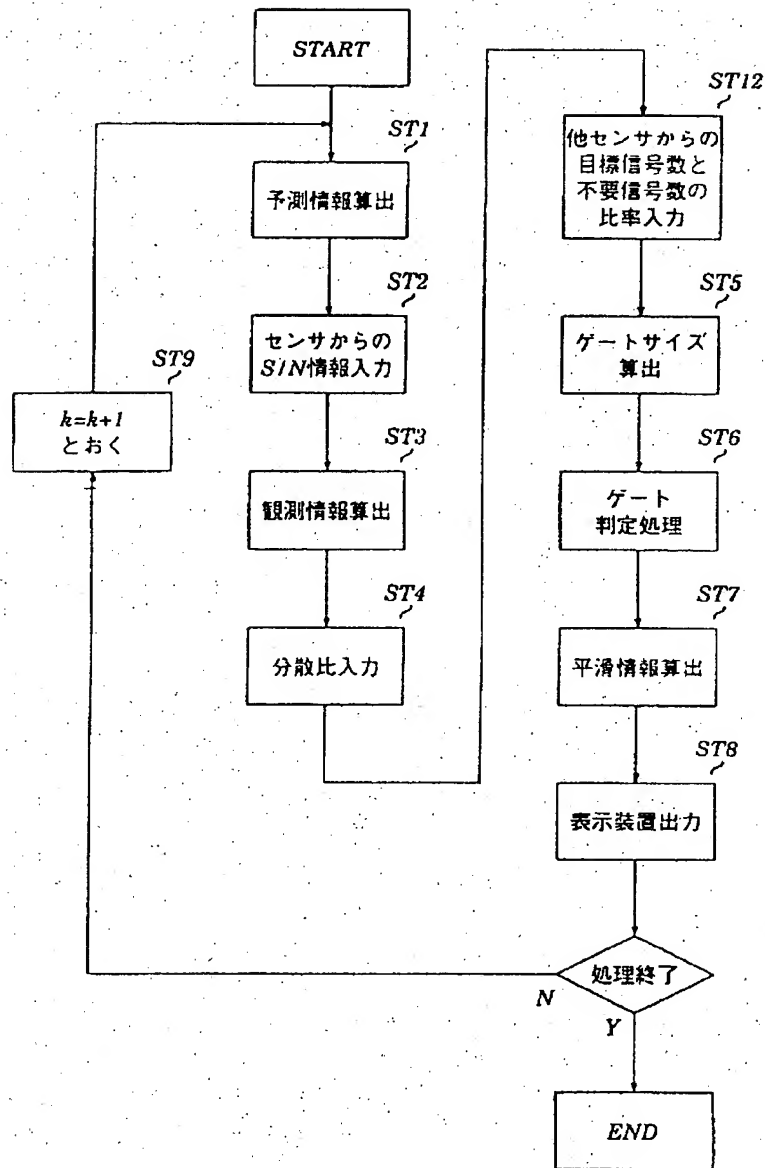 START
ST1
予測情報算出
ST2
センサからの
S/N情報入力
ST3
観測情報算出
ST4
分散比入力
ST12
他センサからの
目標信号数と
不要信号数の
比率入力
ST5
ゲートサイズ
算出
ST6
ゲート
判定処理
ST7
平滑情報算出
ST8
表示装置出力
処理終了
N
Y
ST9
k=k+1
とおく
END